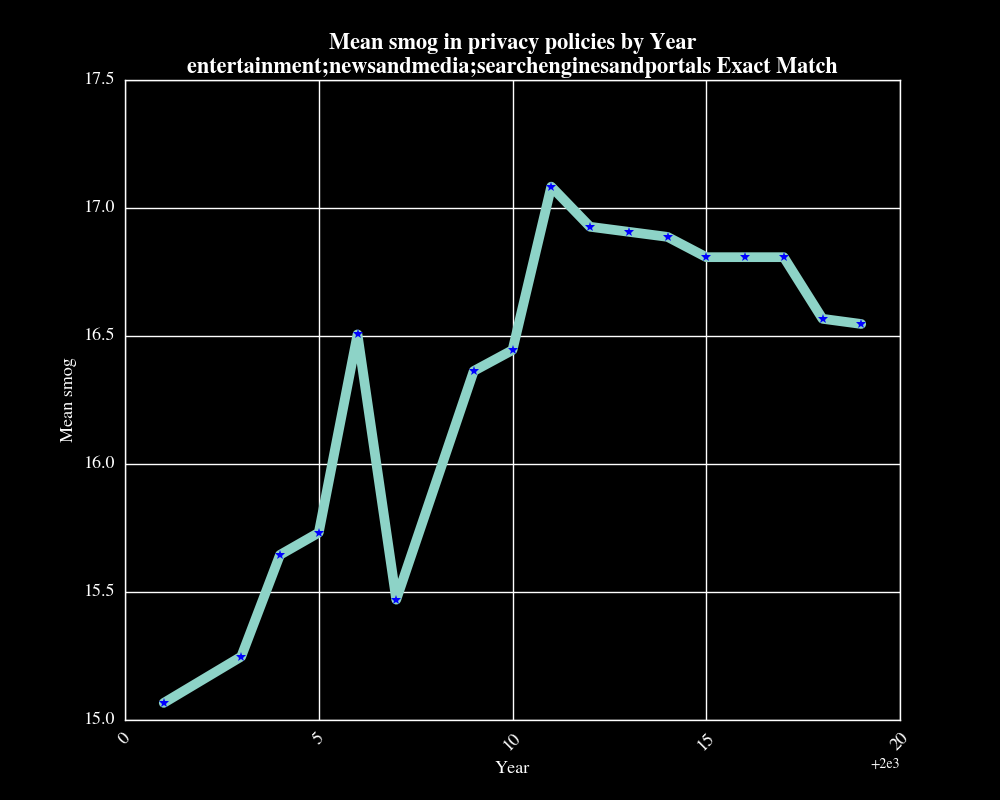 Mean smog in privacy policies by Year
entertainment;newsandmedia;searchenginesandportals Exact Match
17.5
17.0
16.5
16.0
15.5
15.0
Mean smog
0
5
10
15
20
+2e3
Year